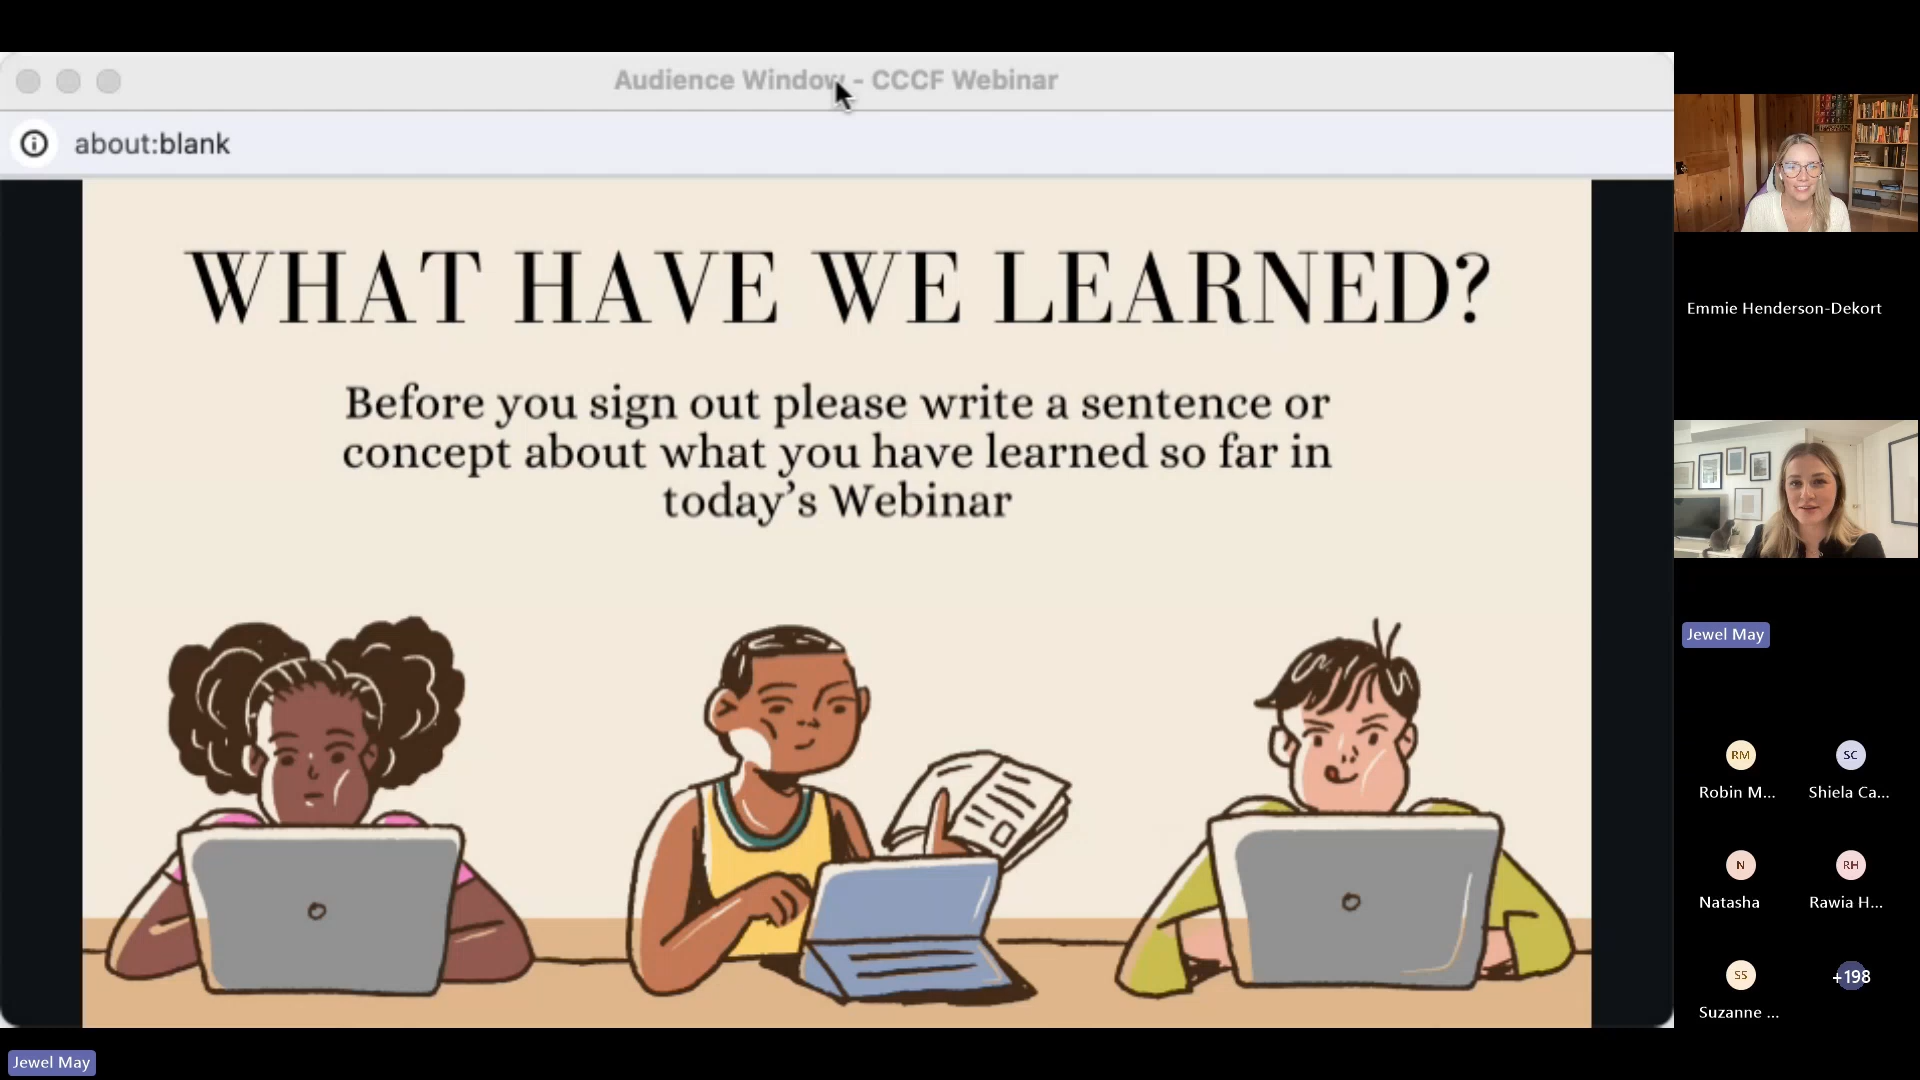 Audience Window - CCCF Webinar
about:blank
WHAT HAVE WE LEARNED?
Before you sign out please write a sentence or
concept about what you have learned so far in
today's Webinar
Emmie Henderson-Dekort
Jewel May
RM
SC
Robin M...
Shiela Ca...
N
RH
Natasha
Rawia H...
SS
+198
Suzanne ...
Jewel May